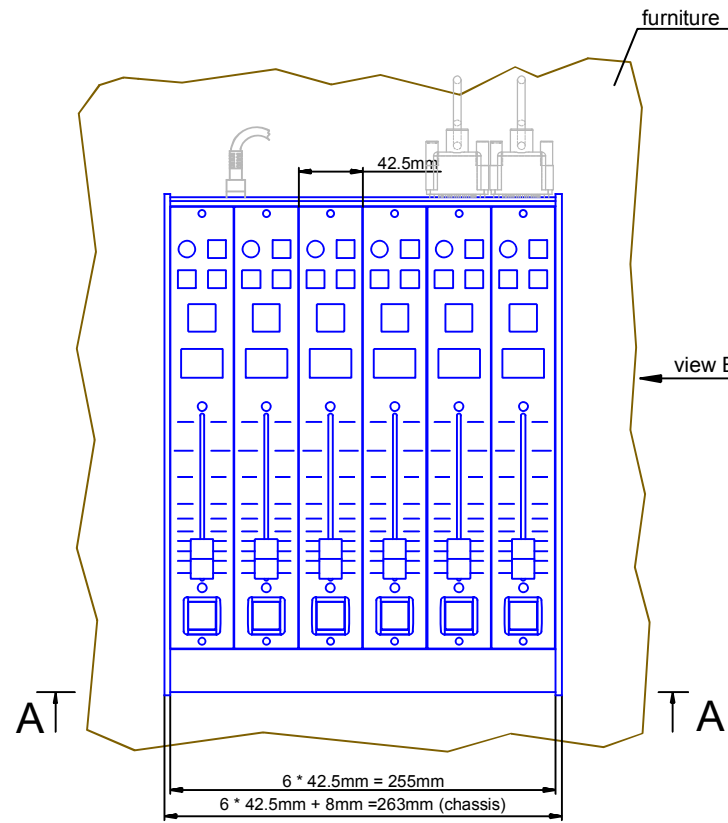 furniture
42.5mm
view B
A
A
6 * 42.5mm = 255mm
6 * 42.5mm + 8mm =263mm (chassis)